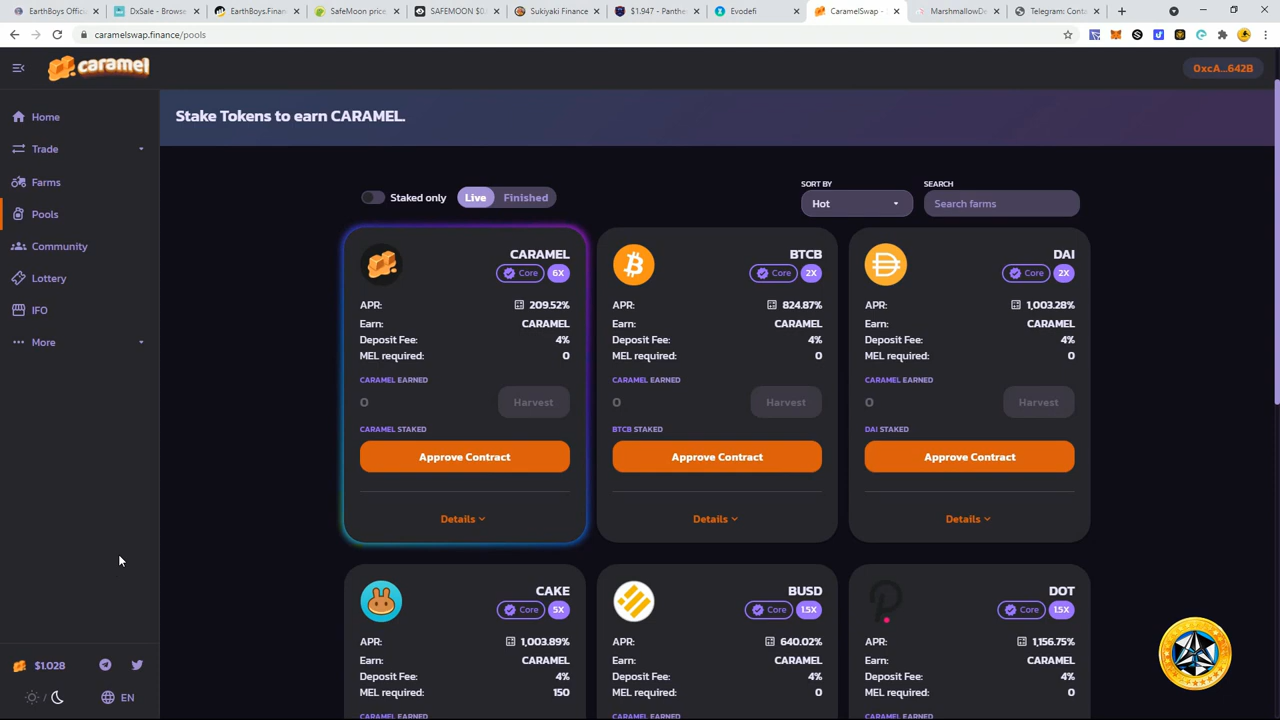 EarthBoys Offici
DxSale - Browse
EarthBoys.Finan
SafeMoon price,
SAFEMOON $0.
Sukiyaki Finance
$1.947 - Panthe
Evodefi
CaramelSwap -
MarshmallowDe
Telegram: Conta
caramelswap.finance/pools
caramel
0xcA...642B
Stake Tokens to earn CARAMEL.
Home
Trade
Farms
Pools
Community
Lottery
IFO
More
Staked only
Live
Finished
SORT BY
Hot
SEARCH
Search farms
CARAMEL
Core
6X
APR:
209.52%
Earn:
CARAMEL
Deposit Fee:
4%
MEL required:
0
CARAMEL EARNED
0
Harvest
CARAMEL STAKED
Approve Contract
Details
BTCB
Core
2X
APR:
824.87%
Earn:
CARAMEL
Deposit Fee:
4%
MEL required:
0
CARAMEL EARNED
0
Harvest
BTCB STAKED
Approve Contract
Details
DAI
Core
2X
APR:
1,003.28%
Earn:
CARAMEL
Deposit Fee:
4%
MEL required:
0
CARAMEL EARNED
0
Harvest
DAI STAKED
Approve Contract
Details
CAKE
Core
5X
APR:
1,003.89%
Earn:
CARAMEL
Deposit Fee:
4%
MEL required:
150
CARAMEL EARNED
BUSD
Core
1.5X
APR:
640.02%
Earn:
CARAMEL
Deposit Fee:
4%
MEL required:
0
CARAMEL EARNED
DOT
Core
1.5X
APR:
1,156.75%
Earn:
CARAMEL
Deposit Fee:
4%
MEL required:
0
CARAMEL EARNED
$1.028
/
EN